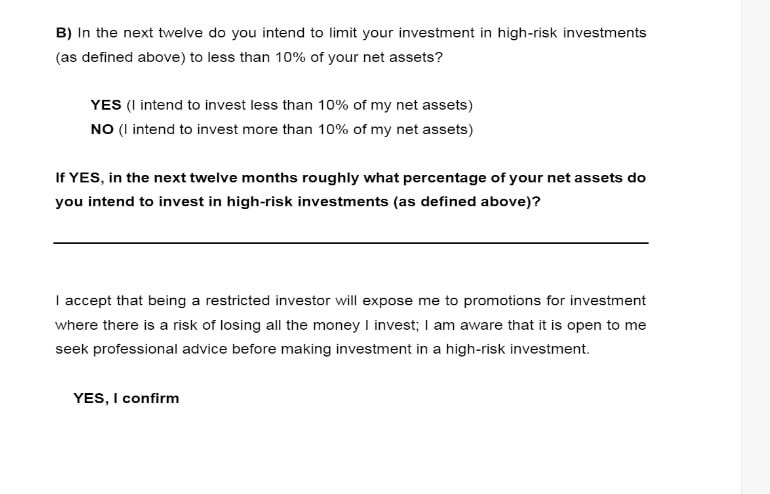 B) In the next twelve do you intend to limit your investment in high-risk investments
(as defined above) to less than 10% of your net assets?
YES (I intend to invest less than 10% of my net assets)
NO (I intend to invest more than 10% of my net assets)
If YES, in the next twelve months roughly what percentage of your net assets do
you intend to invest in high-risk investments (as defined above)?
I accept that being a restricted investor will expose me to promotions for investment
where there is a risk of losing all the money I invest; I am aware that it is open to me
seek professional advice before making investment in a high-risk investment.
YES, I confirm